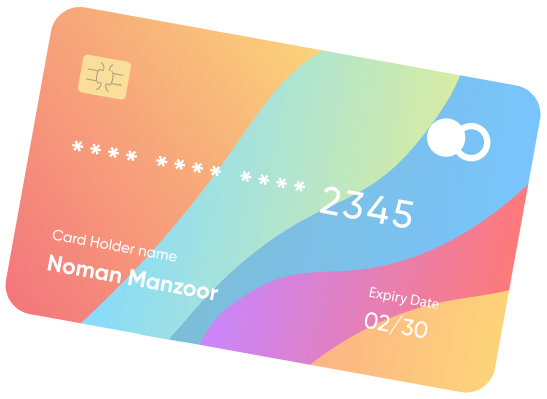 **** **** **** 2345
Card Holder name
Noman Manzoor
Expiry Date
02/30